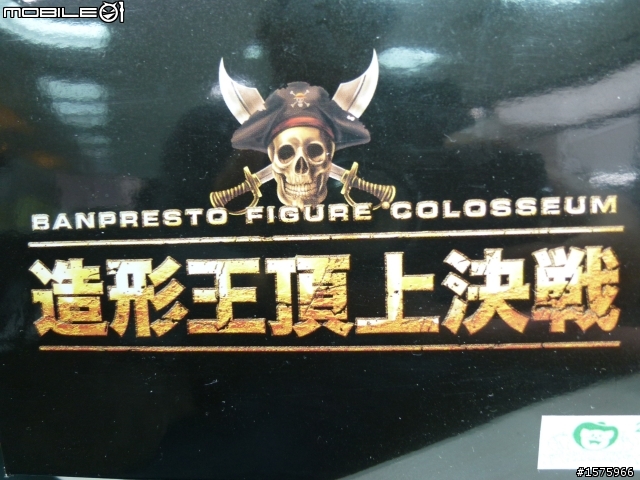 MOBILE01
BANPRESTO FIGURE COLOSSEUM
造形王頂上決戦
#1575966